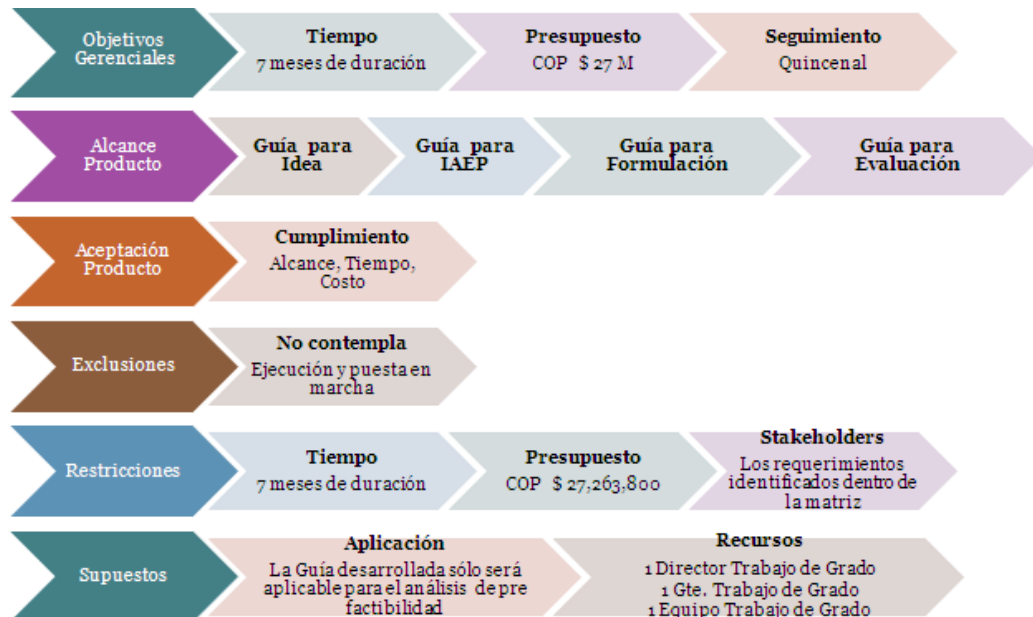 Objetivos
Gerenciales
Tiempo
7 meses de duración
Presupuesto
COP $ 27 M
Seguimiento
Quincenal
Alcance
Producto
Guía para
Idea
Guía para
IAEP
Guía para
Formulación
Guía para
Evaluación
Aceptación
Producto
Cumplimiento
Alcance, Tiempo,
Costo
Exclusiones
No contempla
Ejecución y puesta en
marcha
Restricciones
Tiempo
7 meses de duración
Presupuesto
COP $ 27,263,800
Stakeholders
Los requerimientos
identificados dentro de
la matriz
Supuestos
Aplicación
La Guía desarrollada sólo será
aplicable para el análisis de pre
factibilidad
Recursos
1 Director Trabajo de Grado
1 Gte. Trabajo de Grado
1 Equipo Trabajo de Grado